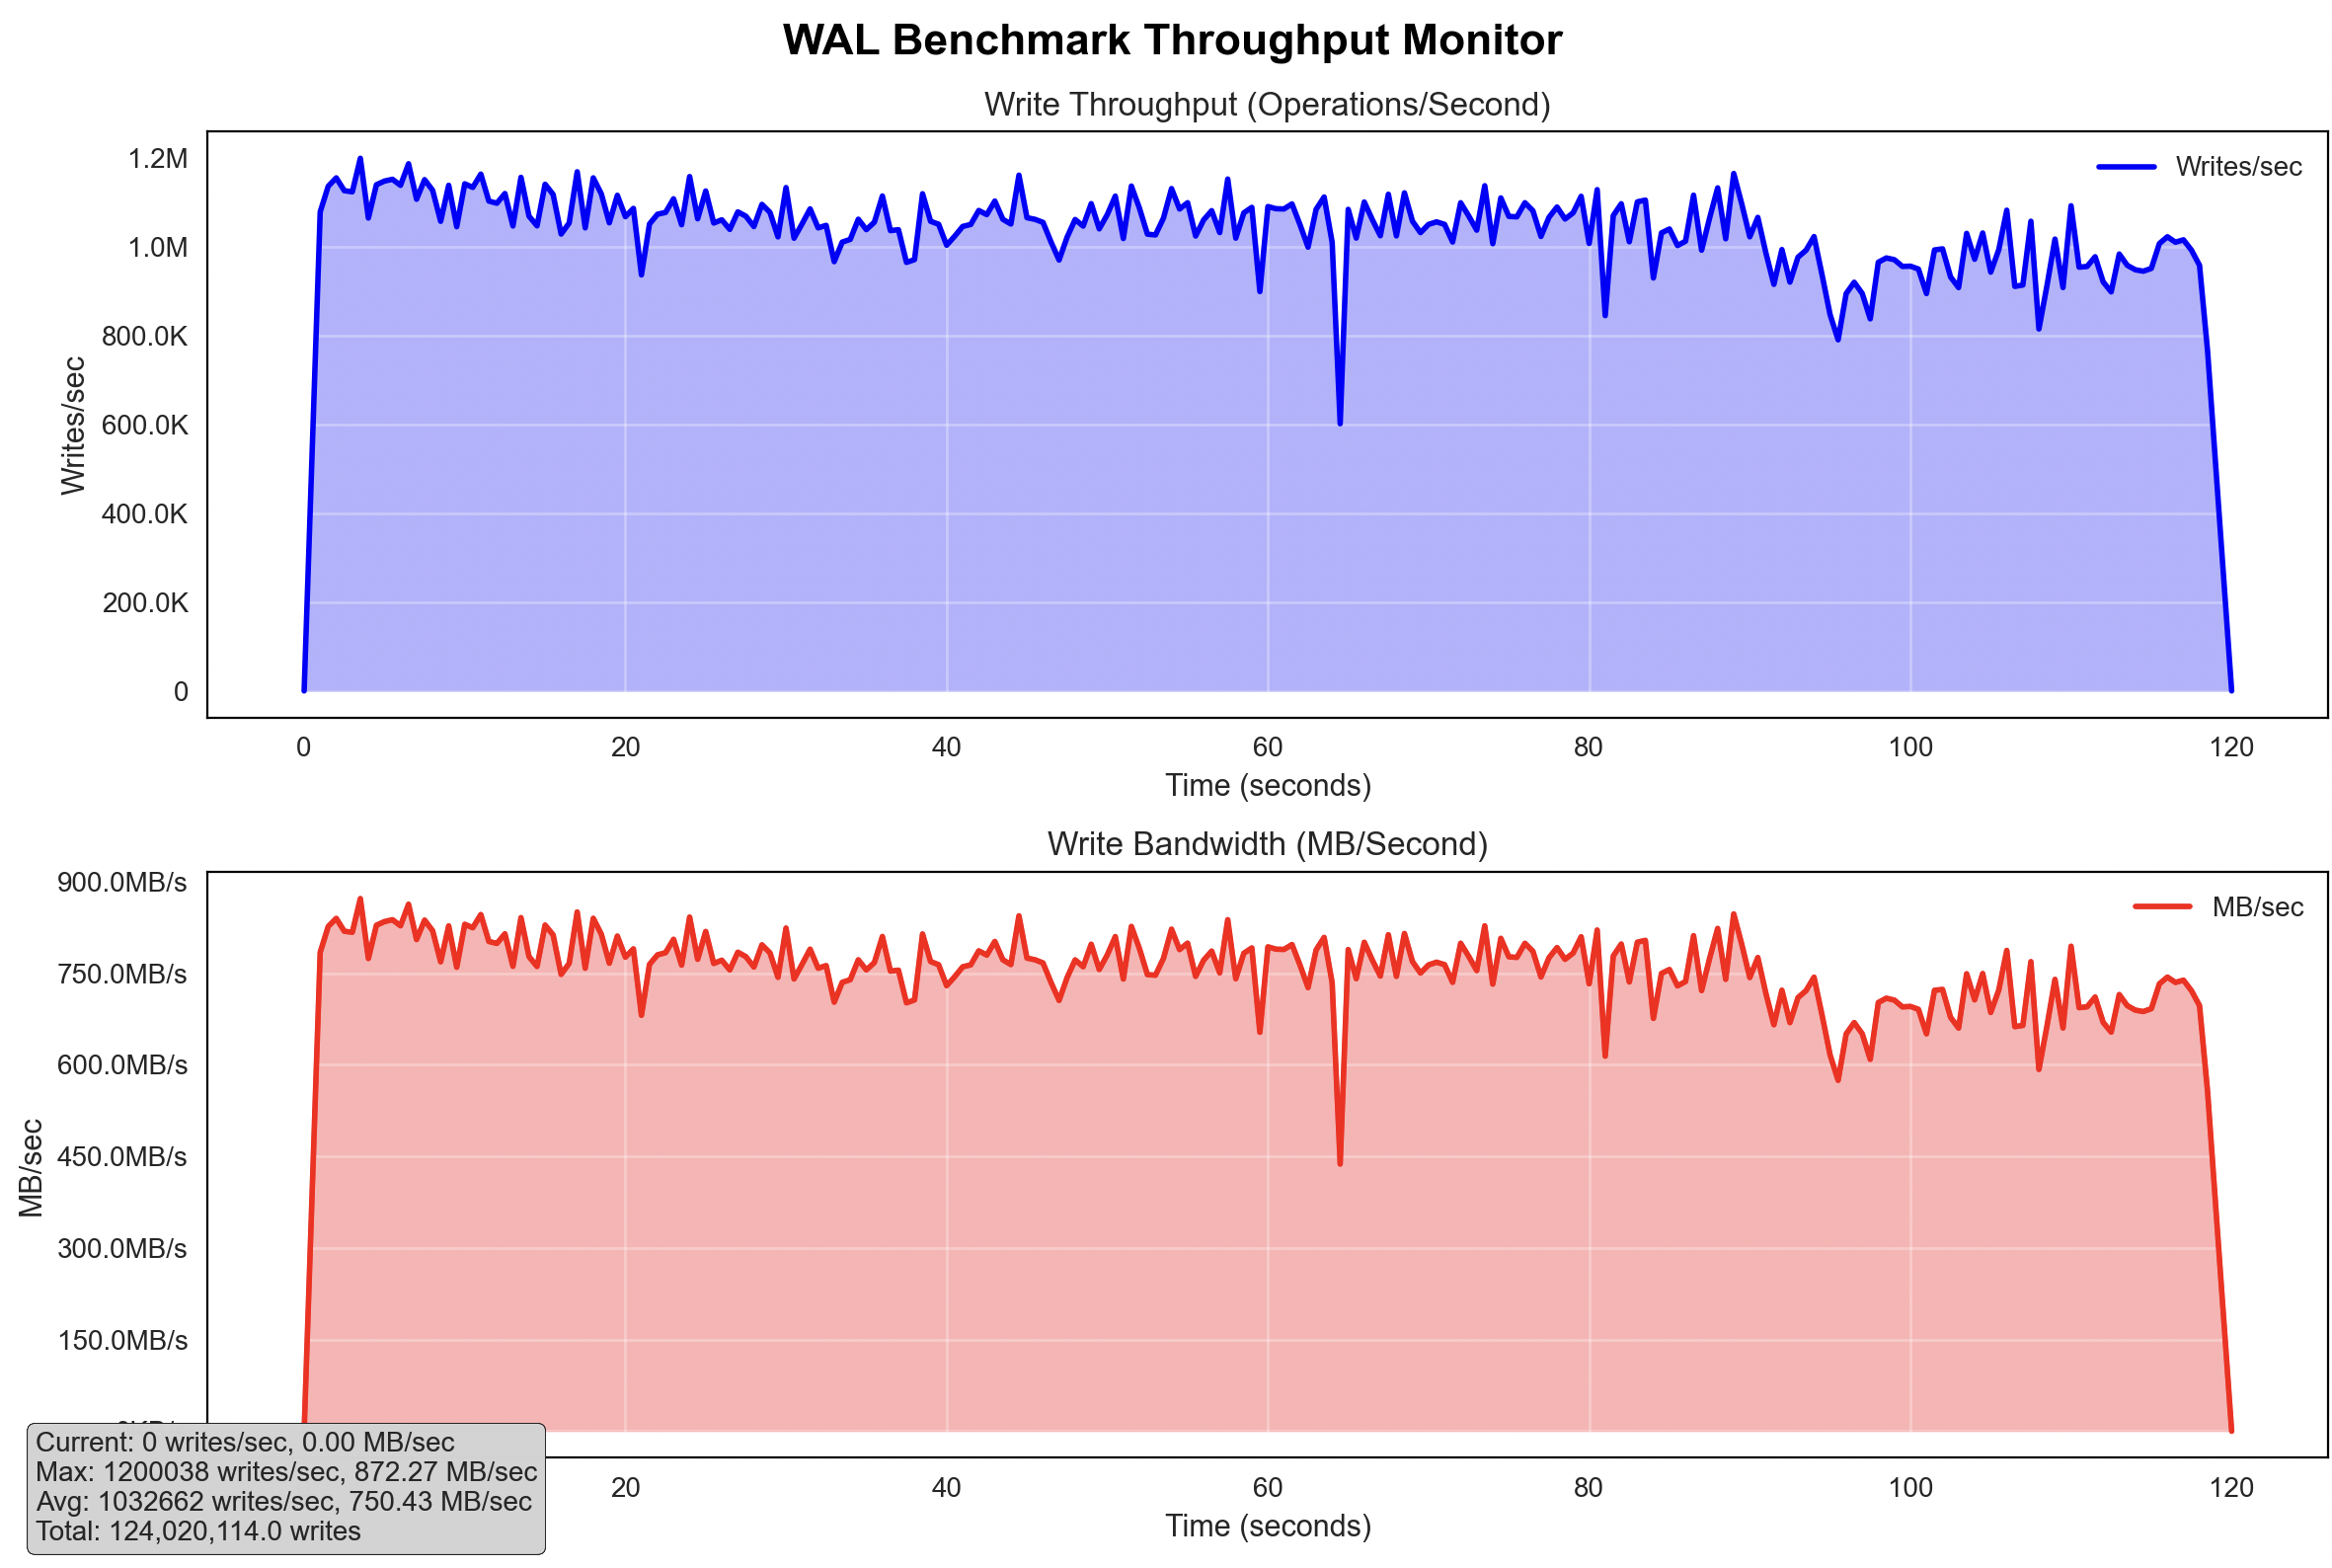 WAL Benchmark Throughput Monitor
Write Throughput (Operations/Second)
1.2M
1.0M
800.0K
600.0K
400.0K
200.0K
0
Writes/sec
Writes/sec
0 20 40 60 80 100 120
Time (seconds)
Write Bandwidth (MB/Second)
900.0MB/s
750.0MB/s
600.0MB/s
450.0MB/s
300.0MB/s
150.0MB/s
MB/sec
MB/sec
20 40 60 80 100 120
Time (seconds)
Current: 0 writes/sec, 0.00 MB/sec
Max: 1200038 writes/sec, 872.27 MB/sec
Avg: 1032662 writes/sec, 750.43 MB/sec
Total: 124,020,114.0 writes